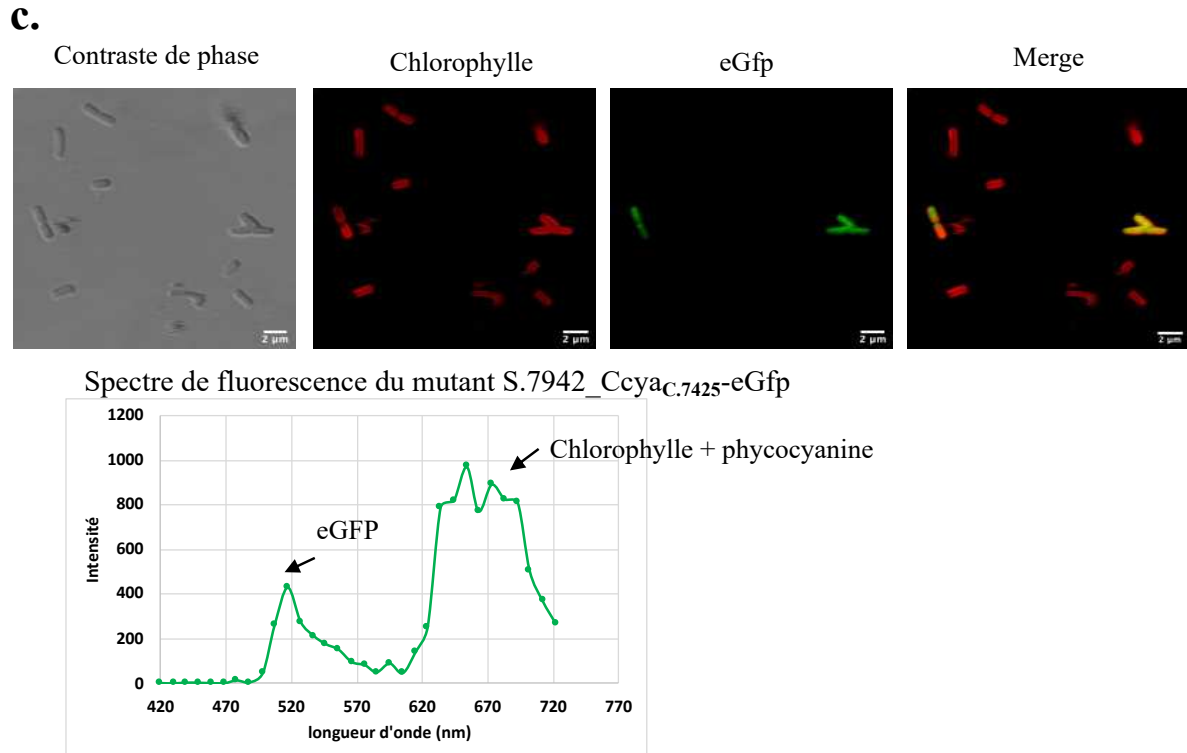 c.
Contraste de phase Chlorophylle eGfp Merge
2 µm 2 µm 2 µm 2 µm
Spectre de fluorescence du mutant S.7942_CcyaC.7425-eGfp
1200
1000
800
600
400
200
0
Intensité
eGFP
Chlorophylle + phycocyanine
420 470 520 570 620 670 720 770
longueur d'onde (nm)